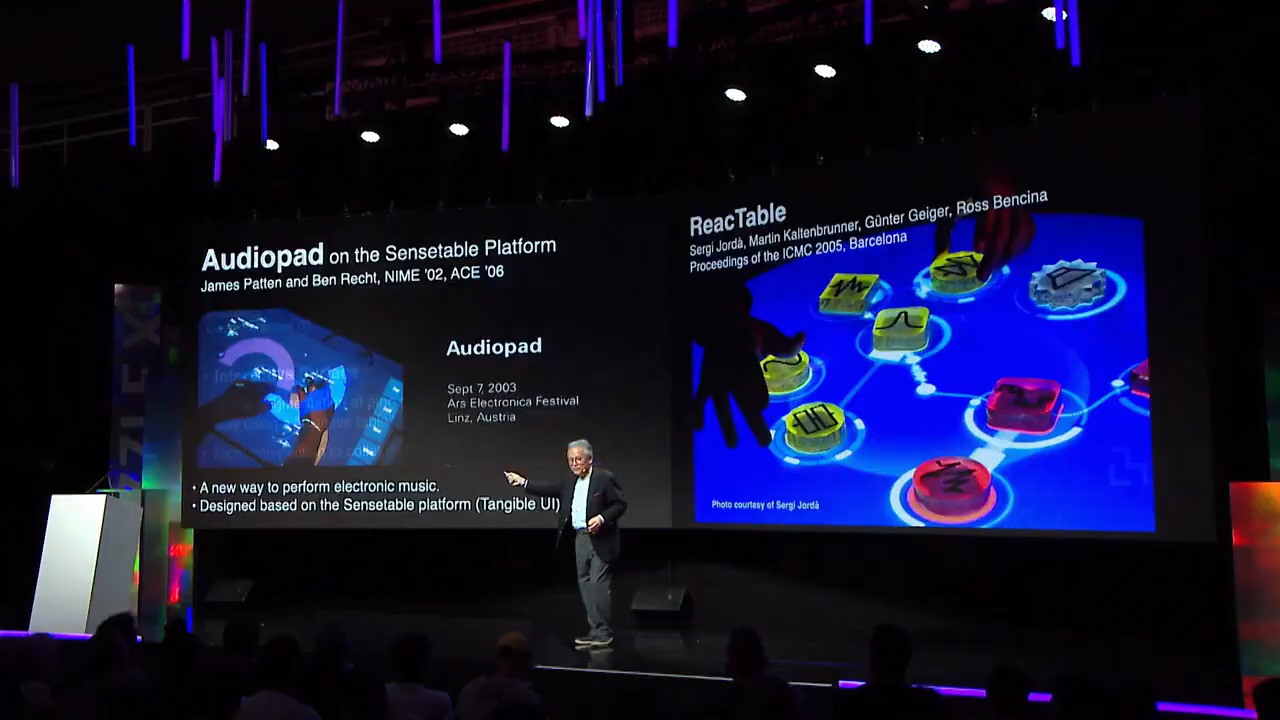 Audiopad on the Sensetable Platform
James Patten and Ben Recht, NIME '02, ACE '06
Audiopad
Sept 7, 2003
Ars Electronica Festival
Linz, Austria
• A new way to perform electronic music.
• Designed based on the Sensetable platform (Tangible UI)
ReacTable
Sergi Jordà, Martin Kaltenbrunner, Günter Geiger, Ross Bencina
Proceedings of the ICMC 2005, Barcelona
Photo courtesy of Sergi Jordà